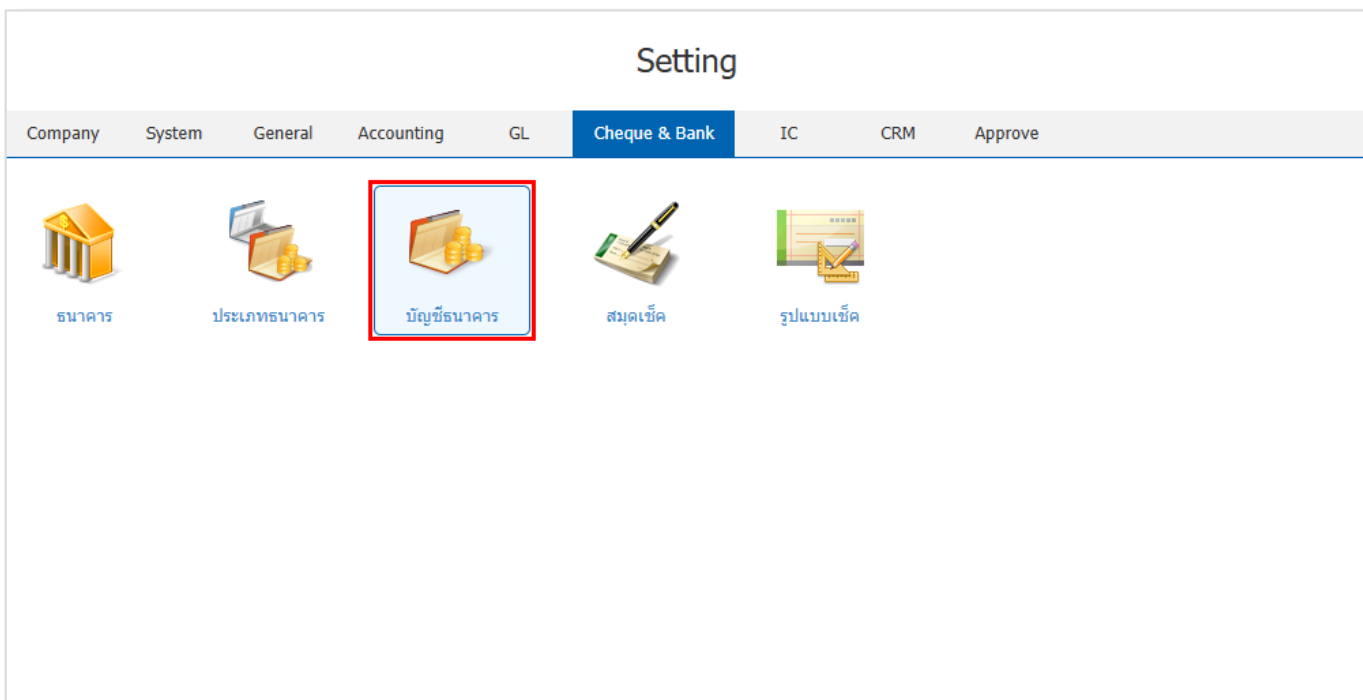 Setting
Company System General Accounting GL Cheque & Bank IC CRM Approve
ธนาคาร ประเภทธนาคาร บัญชีธนาคาร สมุดเช็ค รูปแบบเช็ค